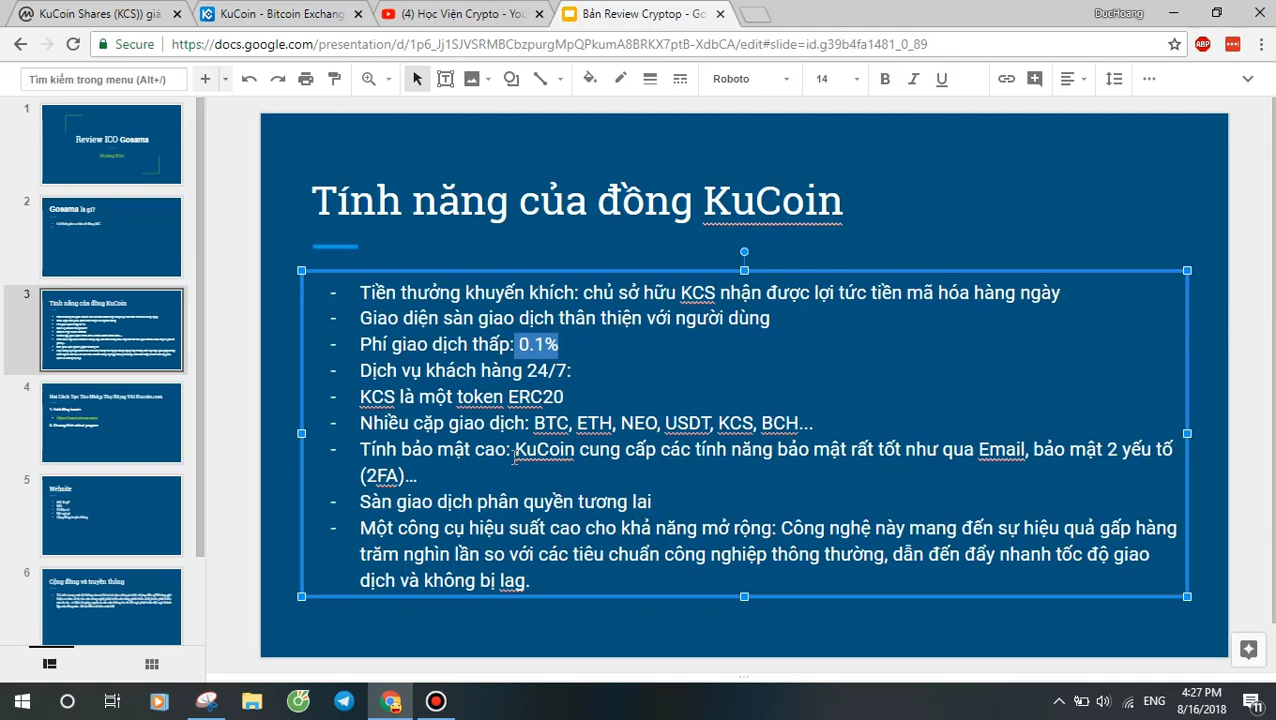 KuCoin Shares (KCS) giá,
KuCoin - Bitcoin Exchang
(4) Học Viện Crypto - You
Bản Review Cryptop - Go
DucHoang
Secure
https://docs.google.com/presentation/d/1p6_Jj1SJVSRMBCbzpurgMpQPkumA8BRKX7ptB-XdbCA/edit#slide=id.g39b4fa1481_0_89
ABP
Tìm kiếm trong menu (Alt+/)
Roboto
14
B
I
U
1
Review ICO Gosama
2
Gosama là gì?
3
Tính năng của đồng KuCoin
4
5
Website
6
Cộng đồng và truyền thông
Tính năng của đồng KuCoin
- Tiền thưởng khuyến khích: chủ sở hữu KCS nhận được lợi tức tiền mã hóa hàng ngày
- Giao diện sàn giao dịch thân thiện với người dùng
- Phí giao dịch thấp: 0.1%
- Dịch vụ khách hàng 24/7:
- KCS là một token ERC20
- Nhiều cặp giao dịch: BTC, ETH, NEO, USDT, KCS, BCH...
- Tính bảo mật cao: KuCoin cung cấp các tính năng bảo mật rất tốt như qua Email, bảo mật 2 yếu tố
(2FA)...
- Sàn giao dịch phân quyền tương lai
- Một công cụ hiệu suất cao cho khả năng mở rộng: Công nghệ này mang đến sự hiệu quả gấp hàng
trăm nghìn lần so với các tiêu chuẩn công nghiệp thông thường, dẫn đến đẩy nhanh tốc độ giao
dịch và không bị lag.
ENG
4:27 PM
8/16/2018
11